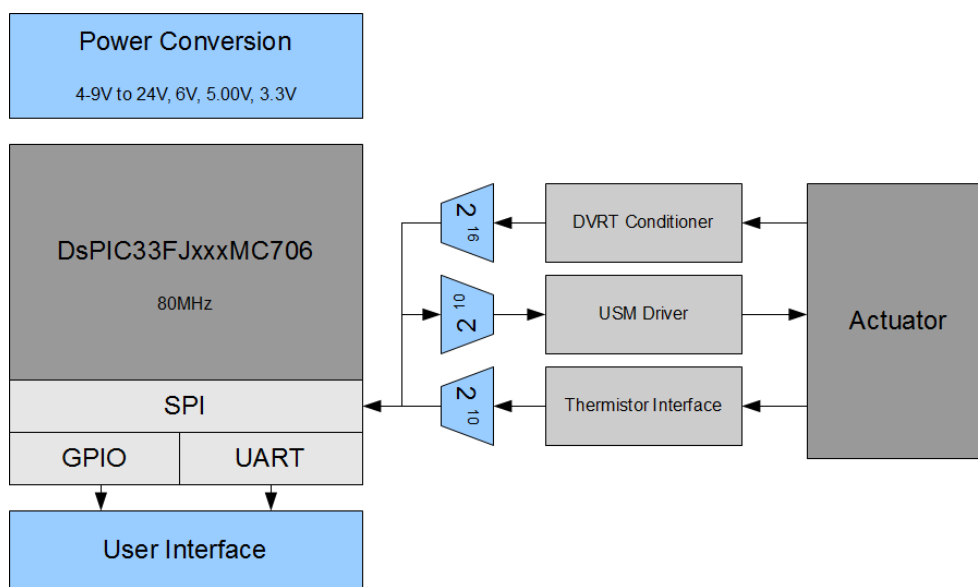 Power Conversion
4-9V to 24V, 6V, 5.00V, 3.3V
DsPIC33FJxxxMC706
80MHz
SPI
GPIO
UART
User Interface
2 16
DVRT Conditioner
10 2
USM Driver
2 10
Thermistor Interface
Actuator